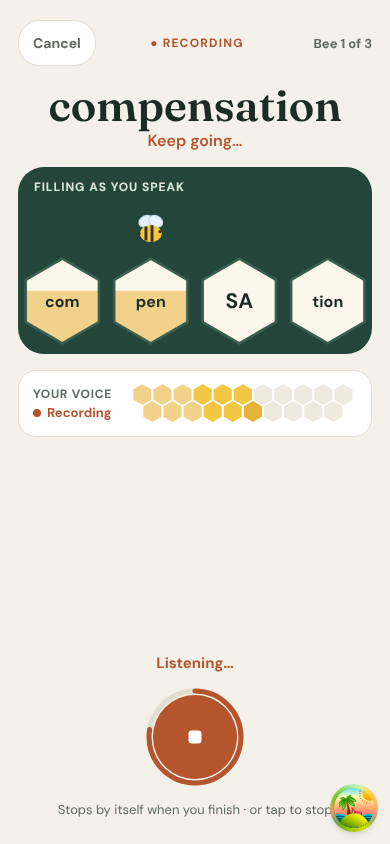 Cancel
• RECORDING
Bee 1 of 3
compensation
Keep going...
FILLING AS YOU SPEAK
com
pen
SA
tion
YOUR VOICE
Recording
Listening...
Stops by itself when you finish · or tap to stop